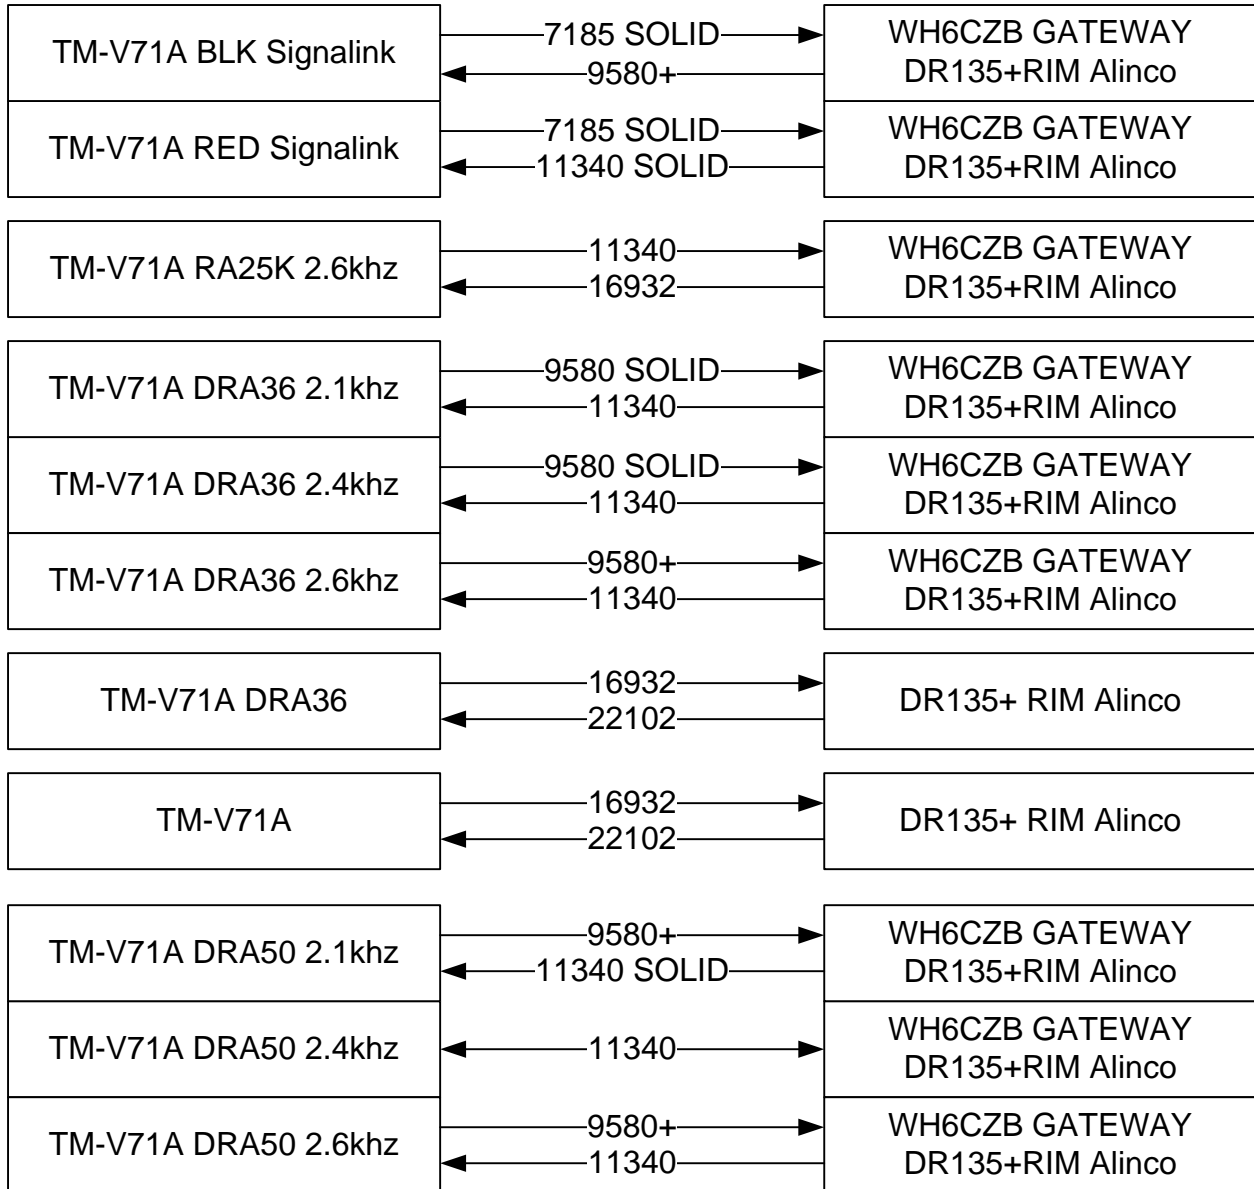 TM-V71A BLK Signalink
7185 SOLID
9580+
WH6CZB GATEWAY
DR135+RIM Alinco
TM-V71A RED Signalink
7185 SOLID
11340 SOLID
WH6CZB GATEWAY
DR135+RIM Alinco
TM-V71A RA25K 2.6khz
11340
16932
WH6CZB GATEWAY
DR135+RIM Alinco
TM-V71A DRA36 2.1khz
9580 SOLID
11340
WH6CZB GATEWAY
DR135+RIM Alinco
TM-V71A DRA36 2.4khz
9580 SOLID
11340
WH6CZB GATEWAY
DR135+RIM Alinco
TM-V71A DRA36 2.6khz
9580+
11340
WH6CZB GATEWAY
DR135+RIM Alinco
TM-V71A DRA36
16932
22102
DR135+ RIM Alinco
TM-V71A
16932
22102
DR135+ RIM Alinco
TM-V71A DRA50 2.1khz
9580+
11340 SOLID
WH6CZB GATEWAY
DR135+RIM Alinco
TM-V71A DRA50 2.4khz
11340
WH6CZB GATEWAY
DR135+RIM Alinco
TM-V71A DRA50 2.6khz
9580+
11340
WH6CZB GATEWAY
DR135+RIM Alinco